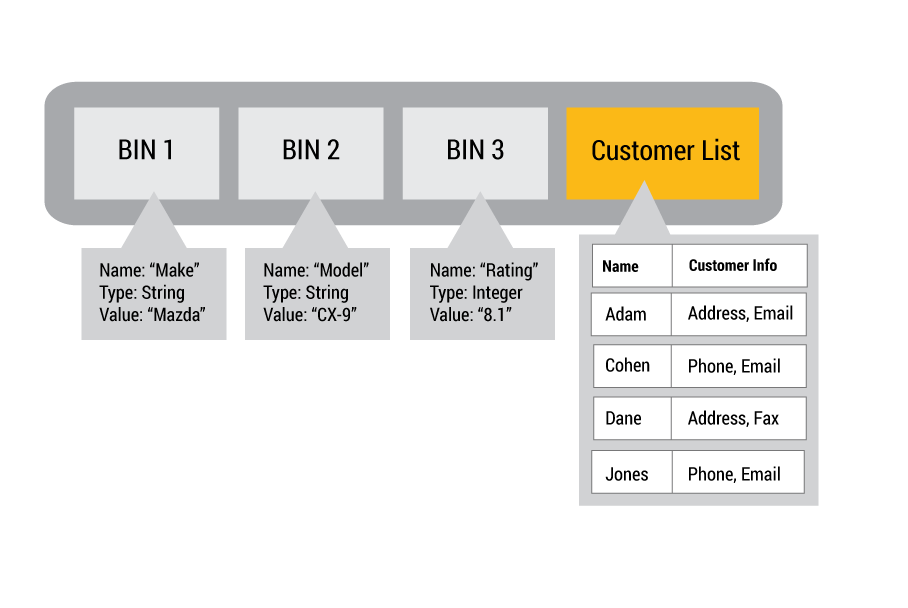 BIN 1
BIN 2
BIN 3
Customer List
Name: “Make”
Type: String
Value: “Mazda”
Name: “Model”
Type: String
Value: “CX-9”
Name: “Rating”
Type: Integer
Value: “8.1”
Name Customer Info
Adam Address, Email
Cohen Phone, Email
Dane Address, Fax
Jones Phone, Email